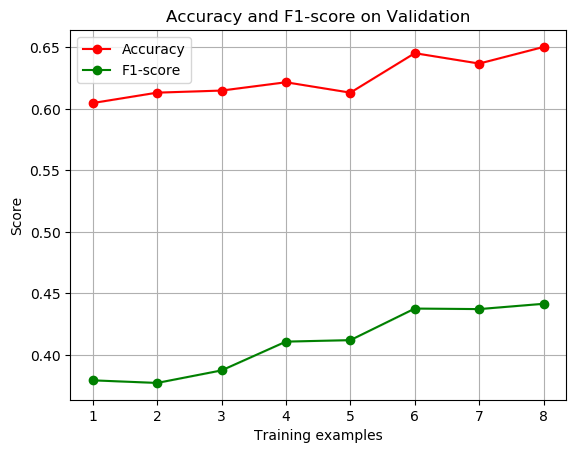 Accuracy and F1-score on Validation
Accuracy
F1-score
0.65
0.60
0.55
0.50
0.45
0.40
Score
1 2 3 4 5 6 7 8
Training examples